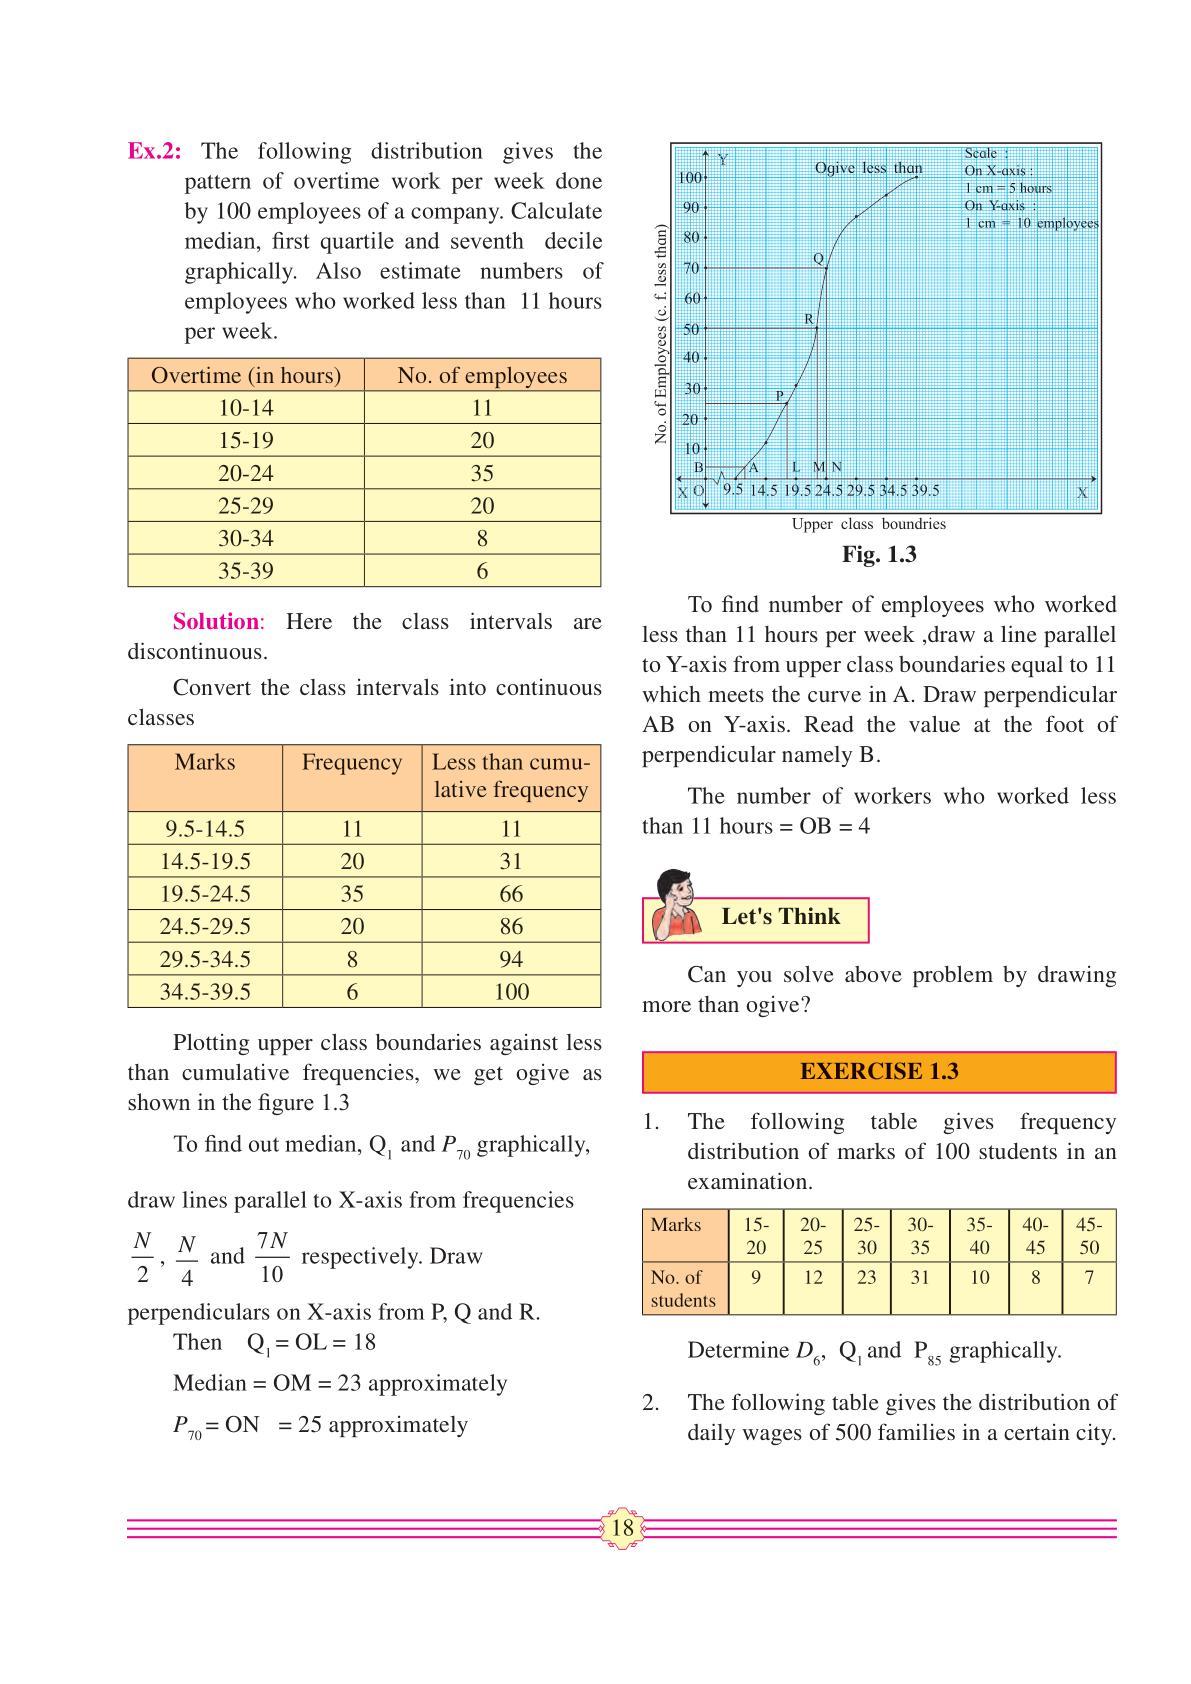 Ex.2: The following distribution gives the
pattern of overtime work per week done
by 100 employees of a company. Calculate
median, first quartile and seventh decile
graphically. Also estimate numbers of
employees who worked less than 11 hours
per week.
Overtime (in hours) No. of employees
10-14 11
15-19 20
20-24 35
25-29 20
30-34 8
35-39 6
Solution: Here the class intervals are
discontinuous.
Convert the class intervals into continuous
classes
Marks Frequency Less than cumu-
lative frequency
9.5-14.5 11 11
14.5-19.5 20 31
19.5-24.5 35 66
24.5-29.5 20 86
29.5-34.5 8 94
34.5-39.5 6 100
Plotting upper class boundaries against less
than cumulative frequencies, we get ogive as
shown in the figure 1.3
To find out median, Q₁ and P₇₀ graphically,
draw lines parallel to X-axis from frequencies
N/2, N/4 and 7N/10 respectively. Draw
perpendiculars on X-axis from P, Q and R.
Then Q₁ = OL = 18
Median = OM = 23 approximately
P₇₀ = ON = 25 approximately
Y
Ogive less than
Scale :
On X-axis :
1 cm = 5 hours
On Y-axis :
1 cm = 10 employees
No. of Employees (c. f. less than)
100
90
80
70
60
50
40
30
20
10
Q
R
P
B A L M N
X O 9.5 14.5 19.5 24.5 29.5 34.5 39.5 X
Upper class boundries
Fig. 1.3
To find number of employees who worked
less than 11 hours per week ,draw a line parallel
to Y-axis from upper class boundaries equal to 11
which meets the curve in A. Draw perpendicular
AB on Y-axis. Read the value at the foot of
perpendicular namely B.
The number of workers who worked less
than 11 hours = OB = 4
Let's Think
Can you solve above problem by drawing
more than ogive?
EXERCISE 1.3
1. The following table gives frequency
distribution of marks of 100 students in an
examination.
Marks 15- 20- 25- 30- 35- 40- 45-
20 25 30 35 40 45 50
No. of 9 12 23 31 10 8 7
students
Determine D₆, Q₁ and P₈₅ graphically.
2. The following table gives the distribution of
daily wages of 500 families in a certain city.
18